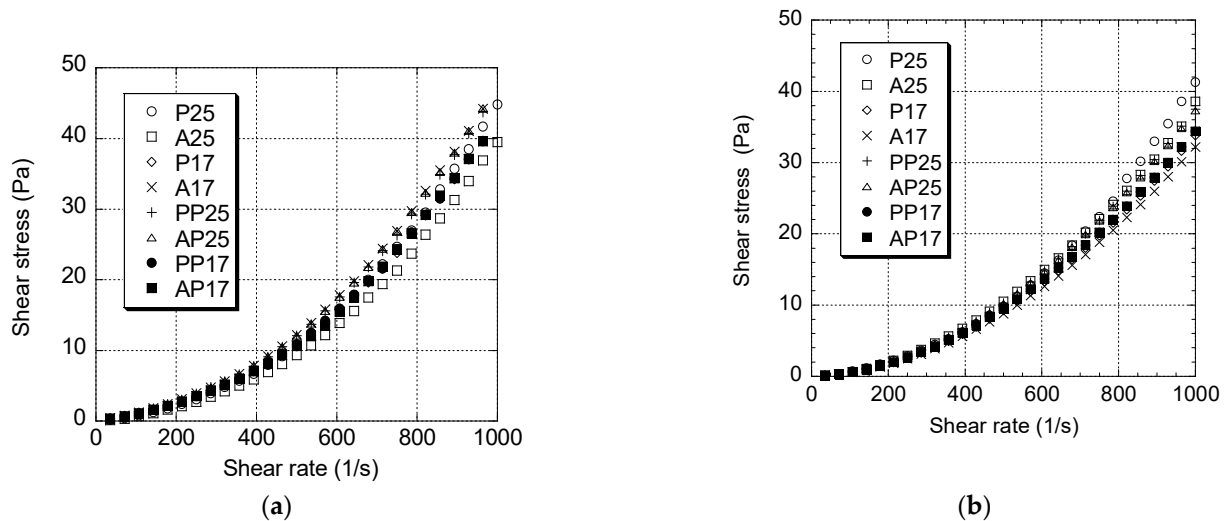 50
40
30
20
10
0
Shear stress (Pa)
P25
A25
P17
A17
PP25
AP25
PP17
AP17
0 200 400 600 800 1000
Shear rate (1/s)
(a)
50
40
30
20
10
0
Shear stress (Pa)
P25
A25
P17
A17
PP25
AP25
PP17
AP17
0 200 400 600 800 1000
Shear rate (1/s)
(b)